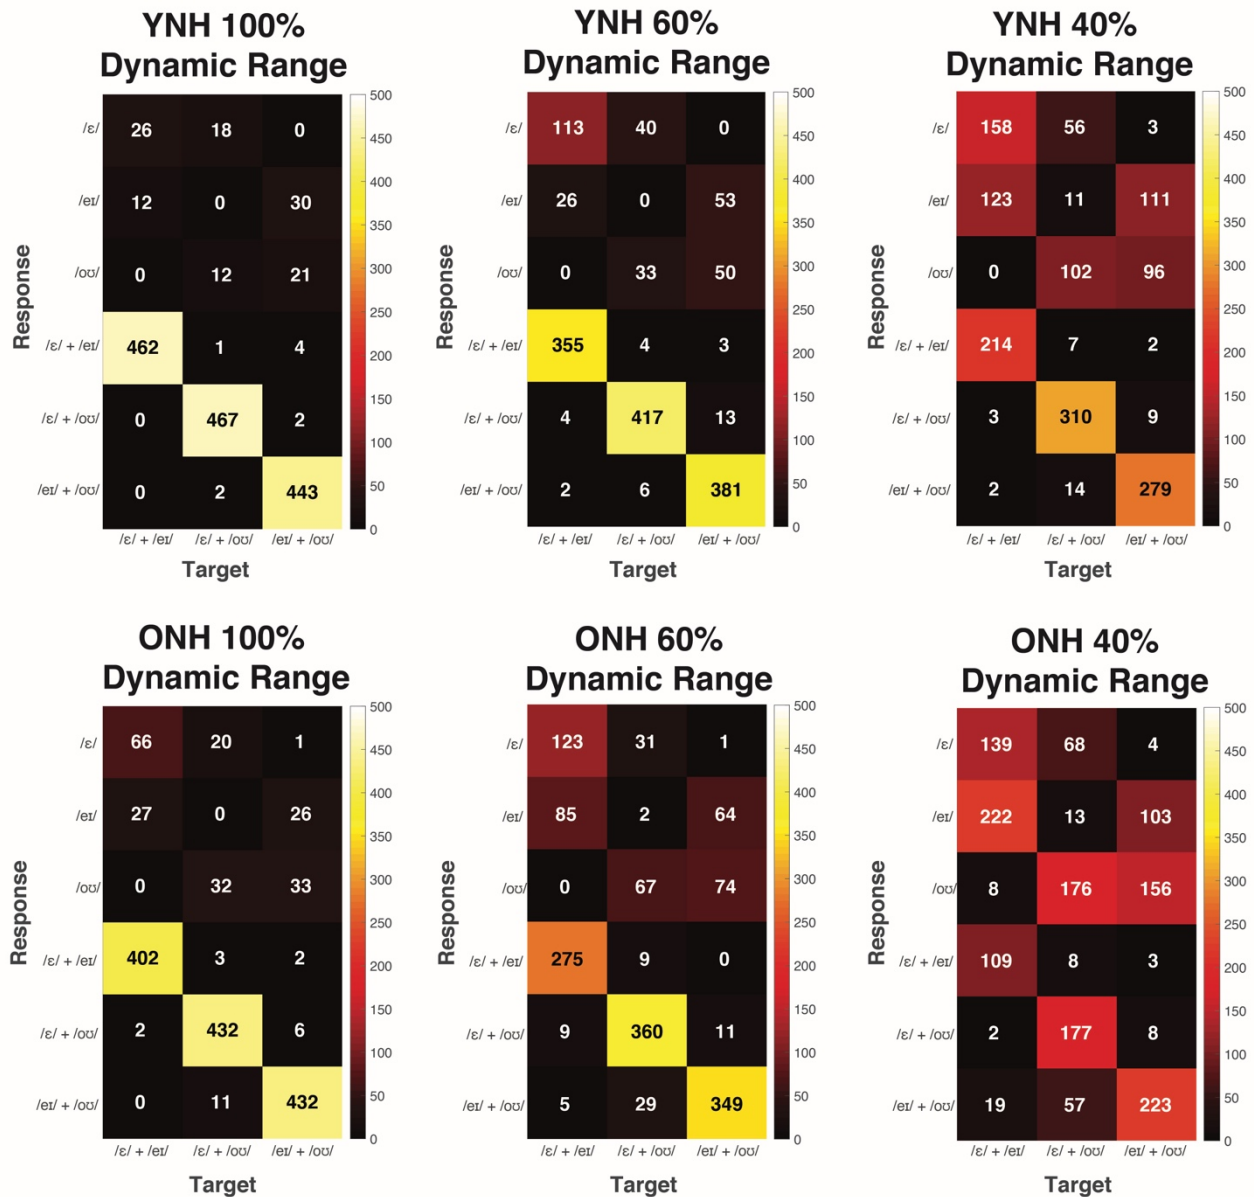 YNH 100%
Dynamic Range
/ɛ/ 26 18 0
/eɪ/ 12 0 30
/oʊ/ 0 12 21
/ɛ/ + /eɪ/ 462 1 4
/ɛ/ + /oʊ/ 0 467 2
/eɪ/ + /oʊ/ 0 2 443
/ɛ/ + /eɪ/ /ɛ/ + /oʊ/ /eɪ/ + /oʊ/
Target
Response
500
450
400
350
300
250
200
150
100
50
0
YNH 60%
Dynamic Range
/ɛ/ 113 40 0
/eɪ/ 26 0 53
/oʊ/ 0 33 50
/ɛ/ + /eɪ/ 355 4 3
/ɛ/ + /oʊ/ 4 417 13
/eɪ/ + /oʊ/ 2 6 381
/ɛ/ + /eɪ/ /ɛ/ + /oʊ/ /eɪ/ + /oʊ/
Target
Response
500
450
400
350
300
250
200
150
100
50
0
YNH 40%
Dynamic Range
/ɛ/ 158 56 3
/eɪ/ 123 11 111
/oʊ/ 0 102 96
/ɛ/ + /eɪ/ 214 7 2
/ɛ/ + /oʊ/ 3 310 9
/eɪ/ + /oʊ/ 2 14 279
/ɛ/ + /eɪ/ /ɛ/ + /oʊ/ /eɪ/ + /oʊ/
Target
Response
500
450
400
350
300
250
200
150
100
50
0
ONH 100%
Dynamic Range
/ɛ/ 66 20 1
/eɪ/ 27 0 26
/oʊ/ 0 32 33
/ɛ/ + /eɪ/ 402 3 2
/ɛ/ + /oʊ/ 2 432 6
/eɪ/ + /oʊ/ 0 11 432
/ɛ/ + /eɪ/ /ɛ/ + /oʊ/ /eɪ/ + /oʊ/
Target
Response
500
450
400
350
300
250
200
150
100
50
0
ONH 60%
Dynamic Range
/ɛ/ 123 31 1
/eɪ/ 85 2 64
/oʊ/ 0 67 74
/ɛ/ + /eɪ/ 275 9 0
/ɛ/ + /oʊ/ 9 360 11
/eɪ/ + /oʊ/ 5 29 349
/ɛ/ + /eɪ/ /ɛ/ + /oʊ/ /eɪ/ + /oʊ/
Target
Response
500
450
400
350
300
250
200
150
100
50
0
ONH 40%
Dynamic Range
/ɛ/ 139 68 4
/eɪ/ 222 13 103
/oʊ/ 8 176 156
/ɛ/ + /eɪ/ 109 8 3
/ɛ/ + /oʊ/ 2 177 8
/eɪ/ + /oʊ/ 19 57 223
/ɛ/ + /eɪ/ /ɛ/ + /oʊ/ /eɪ/ + /oʊ/
Target
Response
500
450
400
350
300
250
200
150
100
50
0